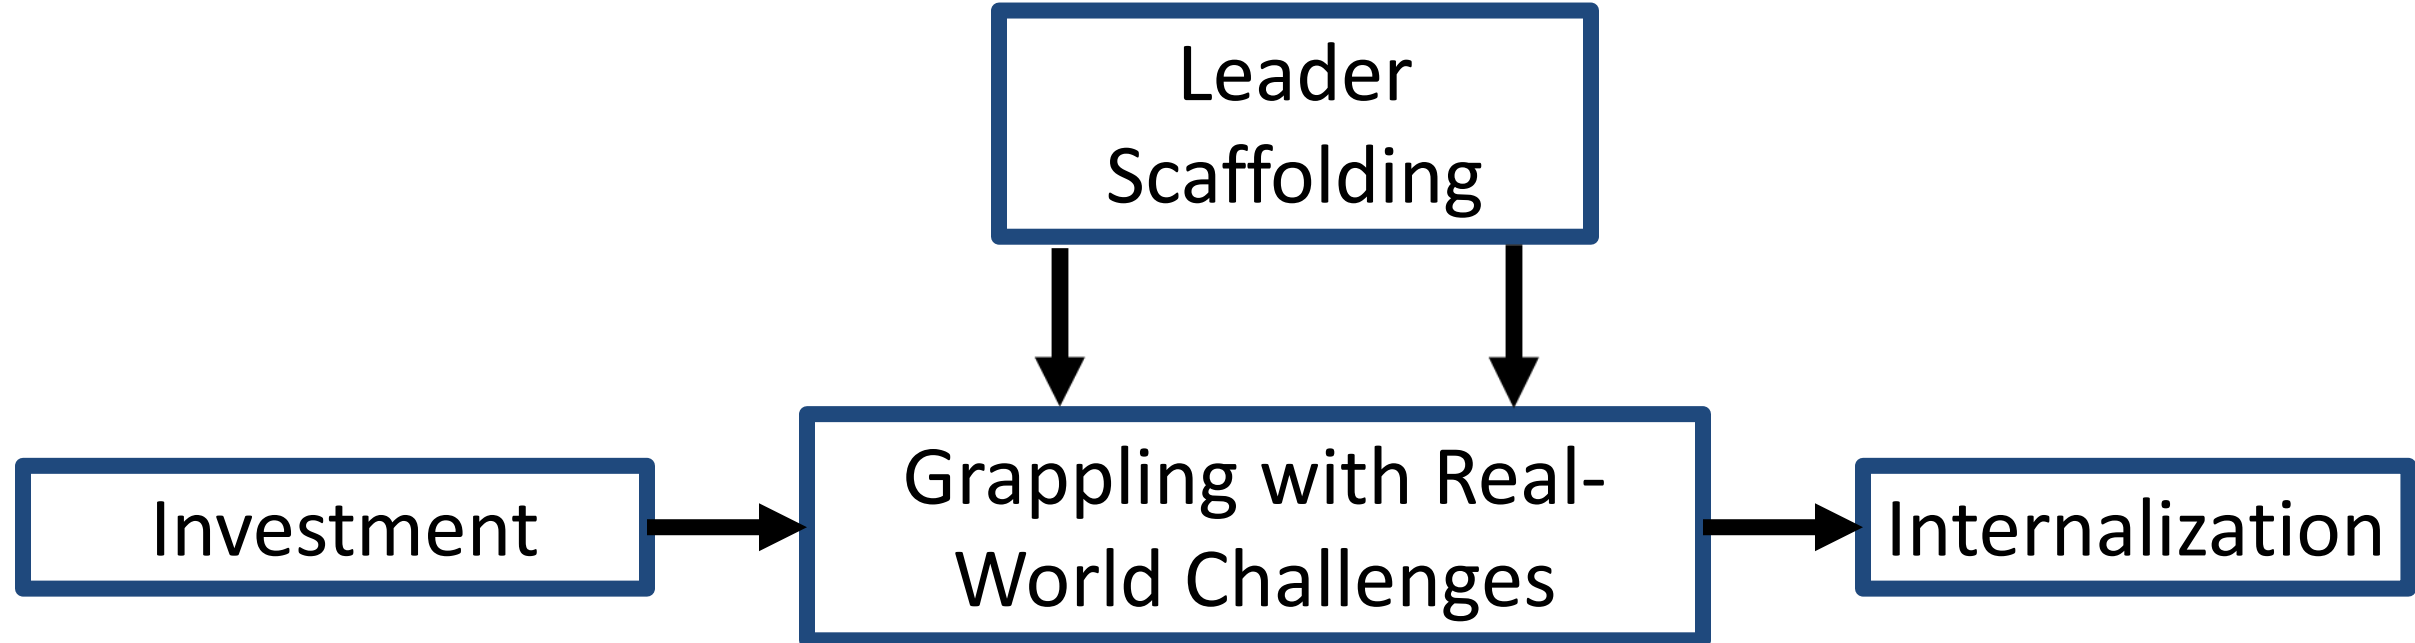 Leader
Scaffolding
Investment
Grappling with Real-
World Challenges
Internalization